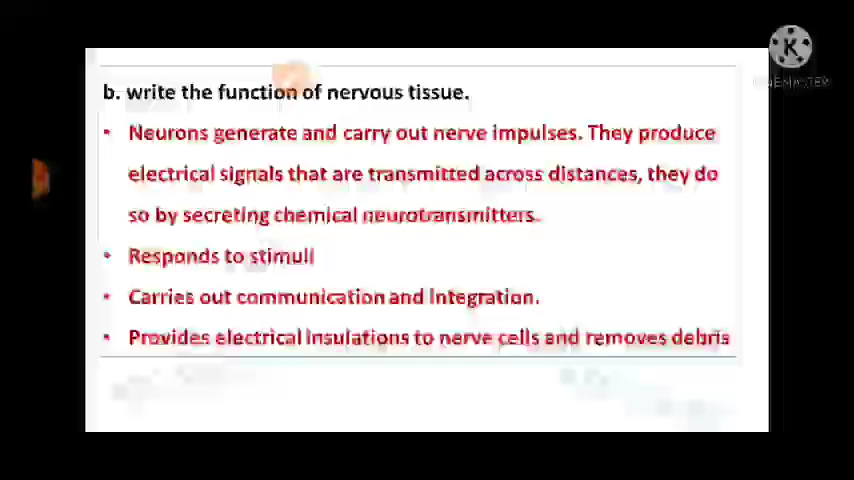 b. write the function of nervous tissue.
• Neurons generate and carry out nerve impulses. They produce
electrical signals that are transmitted across distances, they do
so by secreting chemical neurotransmitters.
• Responds to stimuli
• Carries out communication and Integration.
• Provides electrical insulations to nerve cells and removes debris
K
KINEMASTER